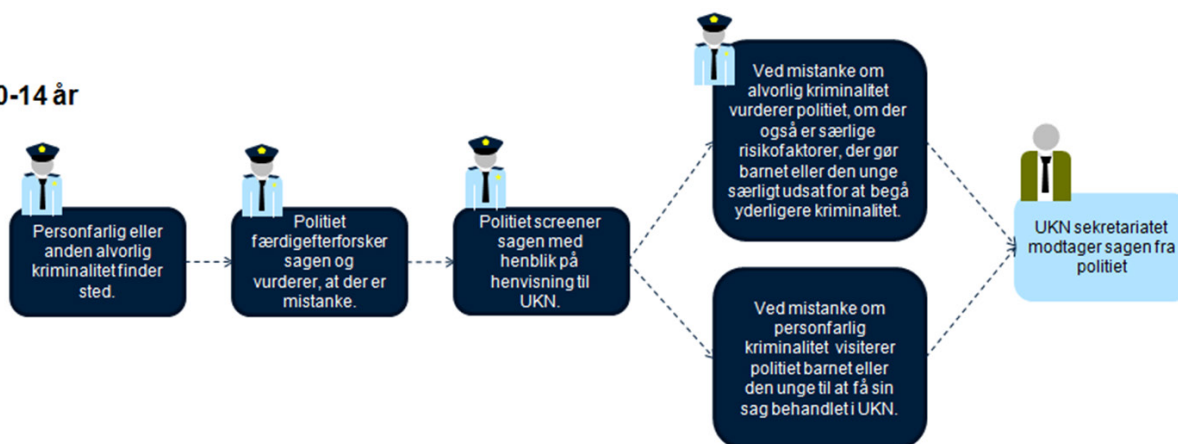 0-14 år
Personfarlig eller
anden alvorlig
kriminalitet finder
sted.
Politiet
færdigefterforsker
sagen og
vurderer, at der er
mistanke.
Politiet screener
sagen med
henblik på
henvisning til
UKN.
Ved mistanke om
alvorlig kriminalitet
vurderer politiet, om der
også er særlige
risikofaktorer, der gør
barnet eller den unge
særligt udsat for at begå
yderligere kriminalitet.
Ved mistanke om
personfarlig
kriminalitet visiterer
politiet barnet eller
den unge til at få sin
sag behandlet i UKN.
UKN sekretariatet
modtager sagen fra
politiet